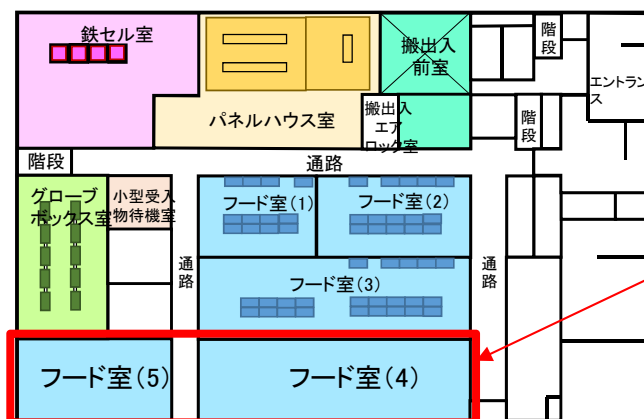 鉄セル室
搬出入
前室
階
段
エントラン
ス
パネルハウス室
搬出入
エア
ロック室
階
段
階段
通路
グローブ
ボックス室
小型受入
物待機室
フード室(1)
フード室(2)
通
路
フード室(3)
通
路
フード室(5)
フード室(4)